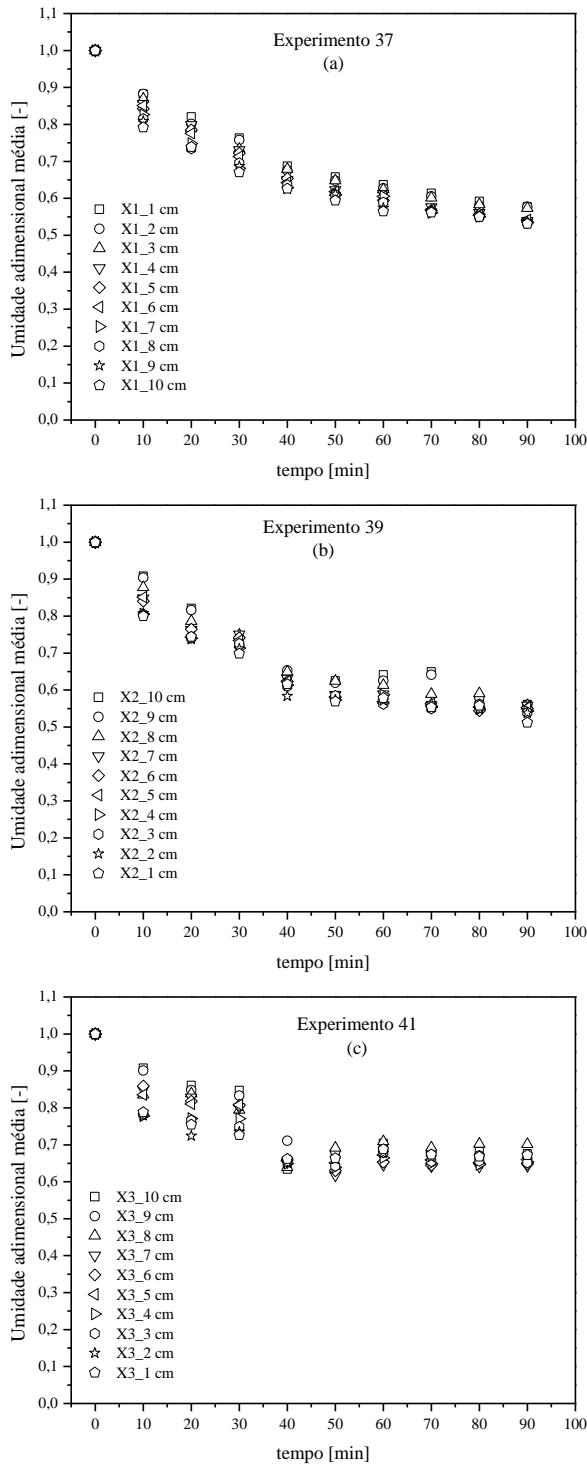 1,1
Experimento 37
(a)
1,0
0,9
0,8
0,7
0,6
0,5
0,4
0,3
0,2
0,1
0,0
Umidade adimensional média [-]
X1_1 cm
X1_2 cm
X1_3 cm
X1_4 cm
X1_5 cm
X1_6 cm
X1_7 cm
X1_8 cm
X1_9 cm
X1_10 cm
0 10 20 30 40 50 60 70 80 90 100
tempo [min]
1,1
Experimento 39
(b)
1,0
0,9
0,8
0,7
0,6
0,5
0,4
0,3
0,2
0,1
0,0
Umidade adimensional média [-]
X2_10 cm
X2_9 cm
X2_8 cm
X2_7 cm
X2_6 cm
X2_5 cm
X2_4 cm
X2_3 cm
X2_2 cm
X2_1 cm
0 10 20 30 40 50 60 70 80 90 100
tempo [min]
1,1
Experimento 41
(c)
1,0
0,9
0,8
0,7
0,6
0,5
0,4
0,3
0,2
0,1
0,0
Umidade adimensional média [-]
X3_10 cm
X3_9 cm
X3_8 cm
X3_7 cm
X3_6 cm
X3_5 cm
X3_4 cm
X3_3 cm
X3_2 cm
X3_1 cm
0 10 20 30 40 50 60 70 80 90 100
tempo [min]